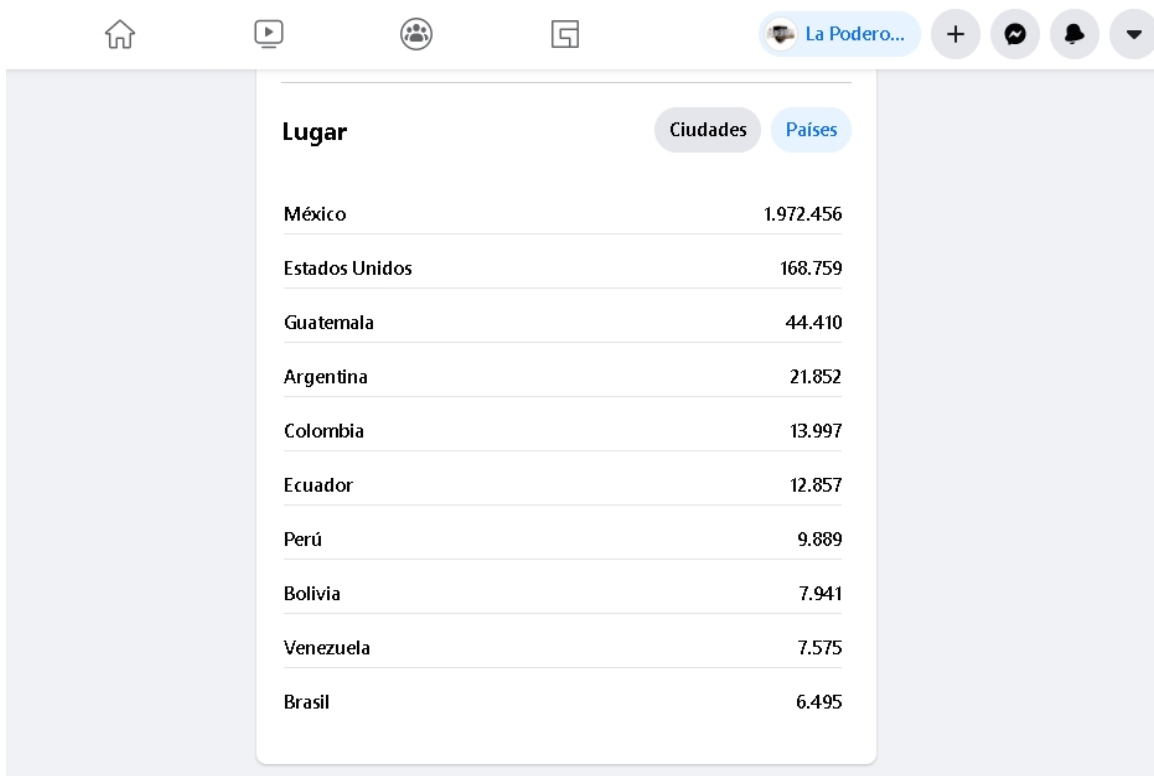 La Podero...
Lugar Ciudades Países
México 1.972.456
Estados Unidos 168.759
Guatemala 44.410
Argentina 21.852
Colombia 13.997
Ecuador 12.857
Perú 9.889
Bolivia 7.941
Venezuela 7.575
Brasil 6.495